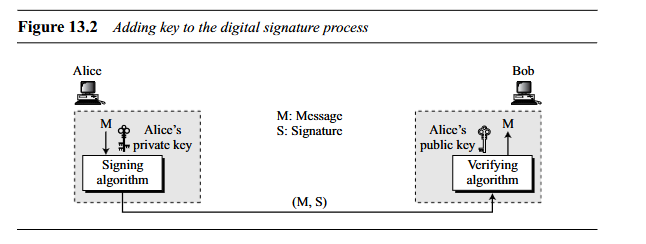 Figure 13.2 Adding key to the digital signature process
Alice
Bob
M: Message
S: Signature
M
Alice's
private key
Signing
algorithm
Alice's
public key
M
Verifying
algorithm
(M, S)